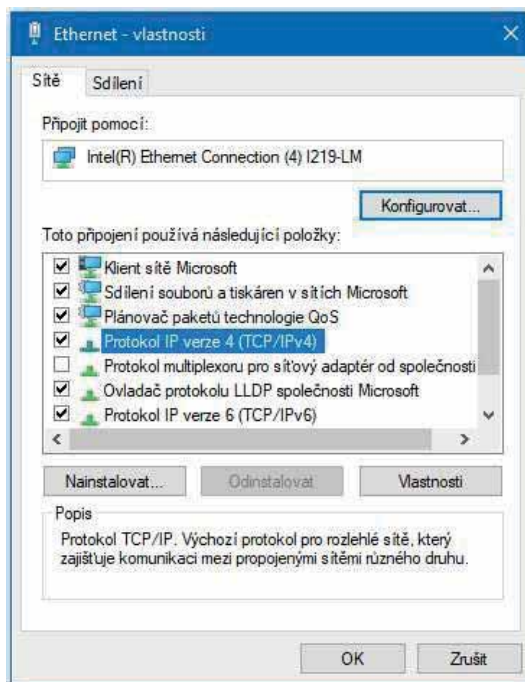 Ethernet - vlastnosti
Sítě
Sdílení
Připojit pomocí:
Intel(R) Ethernet Connection (4) I219-LM
Konfigurovat...
Toto připojení používá následující položky:
Klient sítě Microsoft
Sdílení souborů a tiskáren v sítích Microsoft
Plánovač paketů technologie QoS
Protokol IP verze 4 (TCP/IPv4)
Protokol multiplexoru pro síťový adaptér od společnosti
Ovladač protokolu LLDP společnosti Microsoft
Protokol IP verze 6 (TCP/IPv6)
Nainstalovat...
Odinstalovat
Vlastnosti
Popis
Protokol TCP/IP. Výchozí protokol pro rozlehlé sítě, který
zajišťuje komunikaci mezi propojenými sítěmi různého druhu.
OK
Zrušit